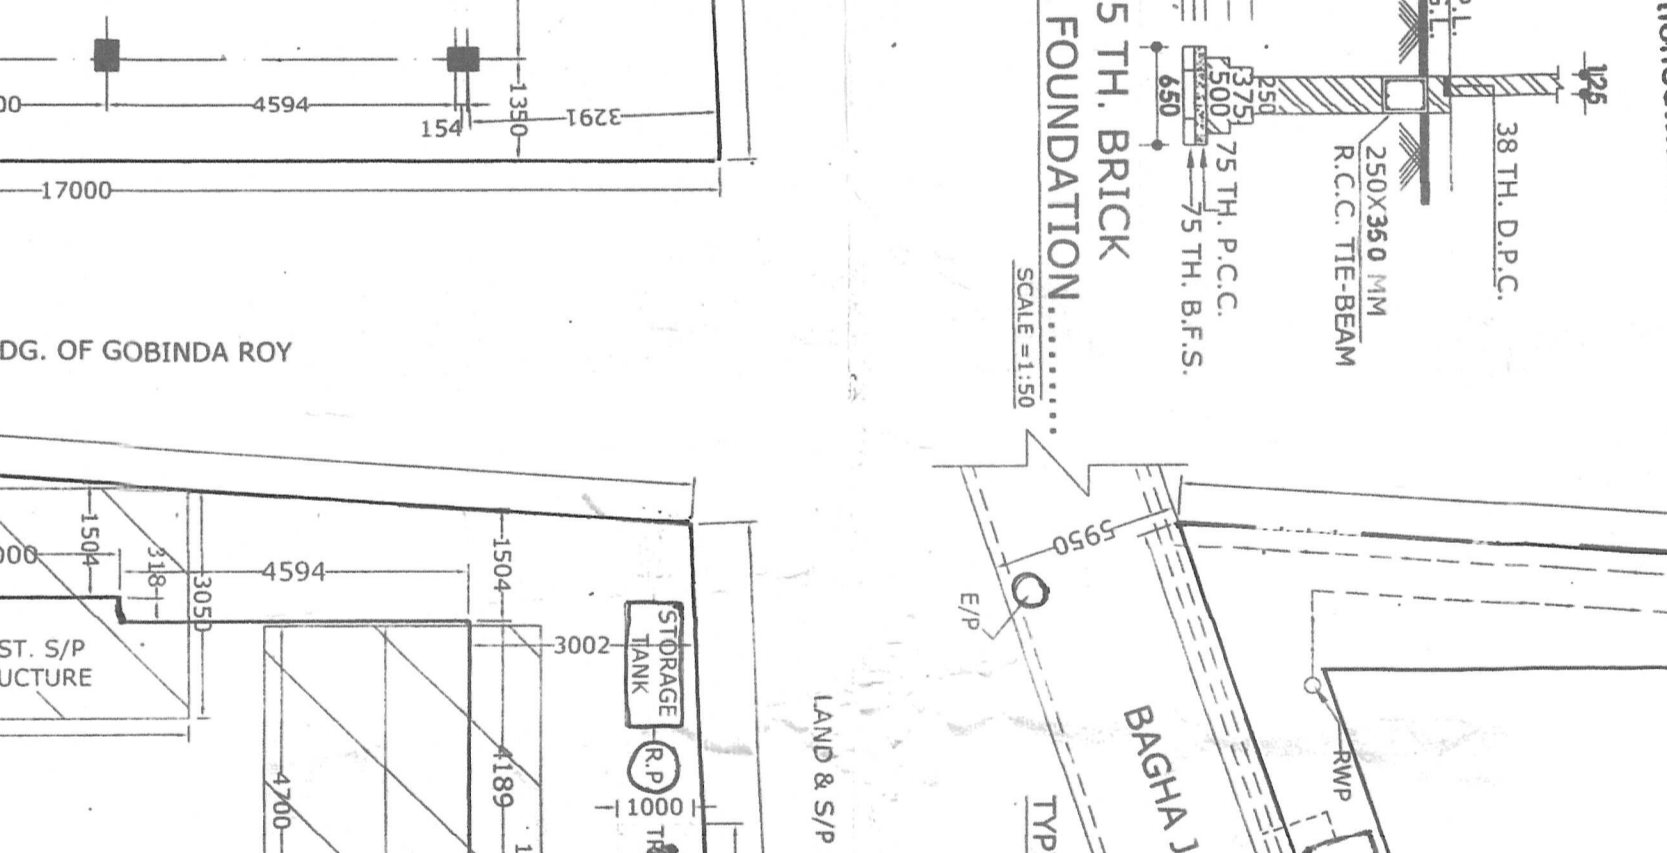 4594
154
1350
3291
17000
DG. OF GOBINDA ROY
1504
318
3050
4594
1504
3002
ST. S/P
UCTURE
STORAGE
TANK
R.P
1000
4700
4189
LAND & S/P
125
38 TH. D.P.C.
250X350 MM
R.C.C. TIE-BEAM
250
375
500
650
75 TH. P.C.C.
75 TH. B.F.S.
5 TH. BRICK
FOUNDATION..........
SCALE =1:50
5950
E/P
BAGHA J
RWP
TYP